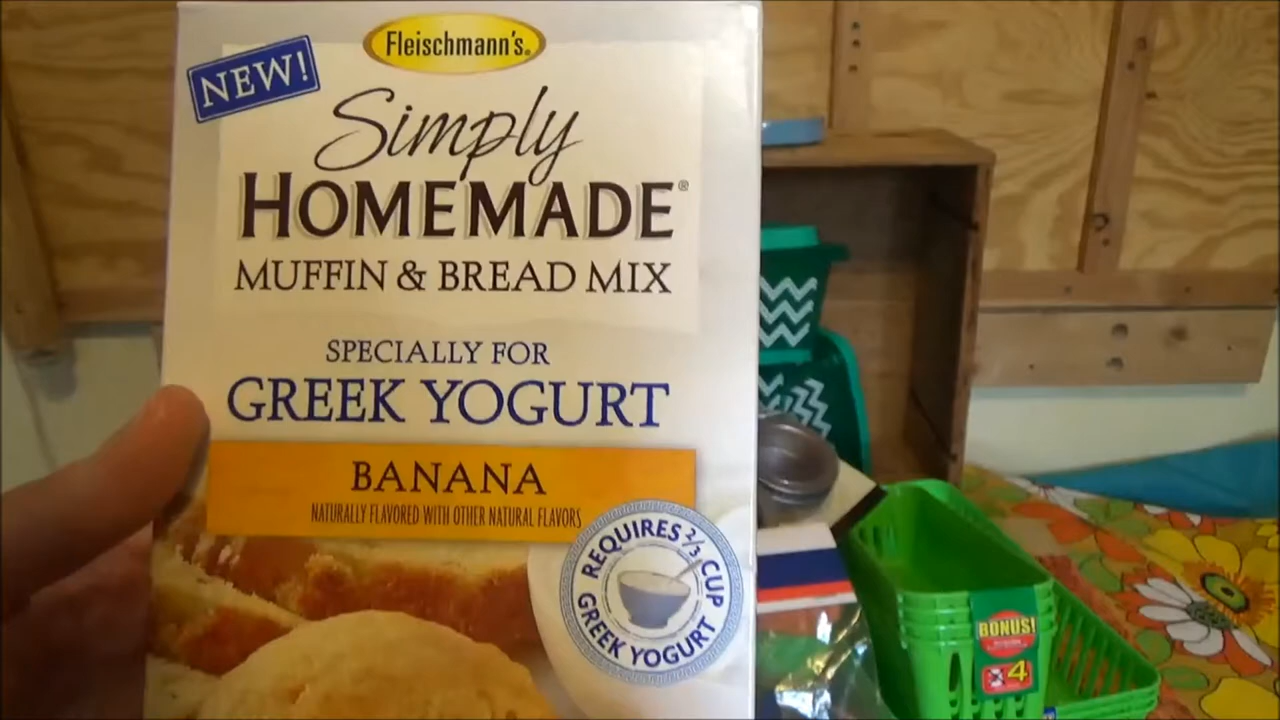 Fleischmann's®
NEW!
Simply
HOMEMADE®
MUFFIN & BREAD MIX
SPECIALLY FOR
GREEK YOGURT
BANANA
NATURALLY FLAVORED WITH OTHER NATURAL FLAVORS
REQUIRES 2/3 CUP
GREEK YOGURT
BONUS!
4